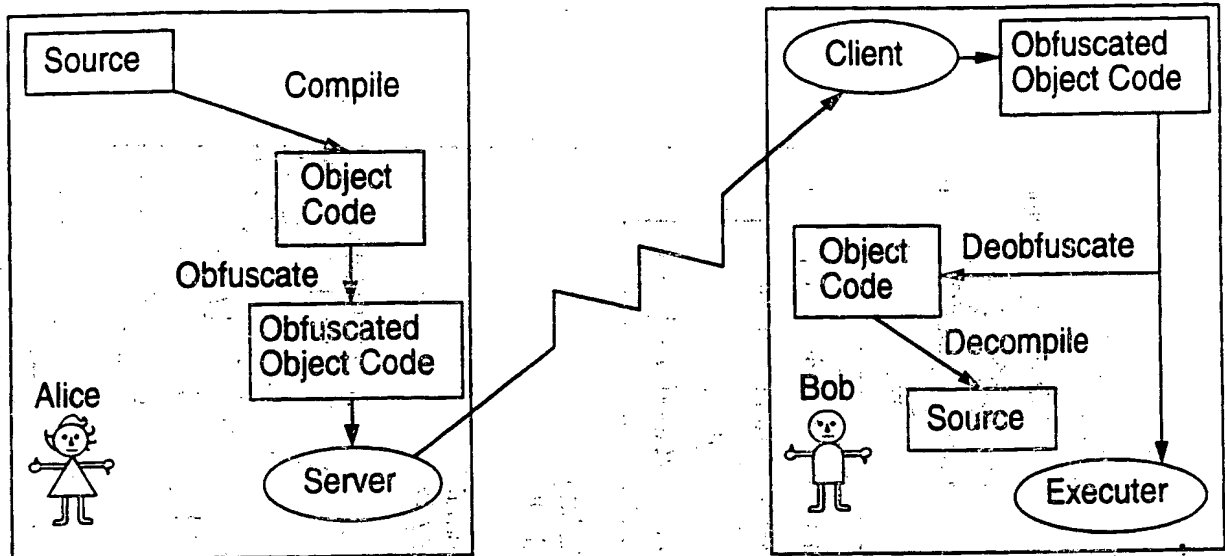 Source
Compile
Object
Code
Obfuscate
Obfuscated
Object Code
Alice
Server
Client
Obfuscated
Object Code
Object
Code
Deobfuscate
Decompile
Bob
Source
Executer